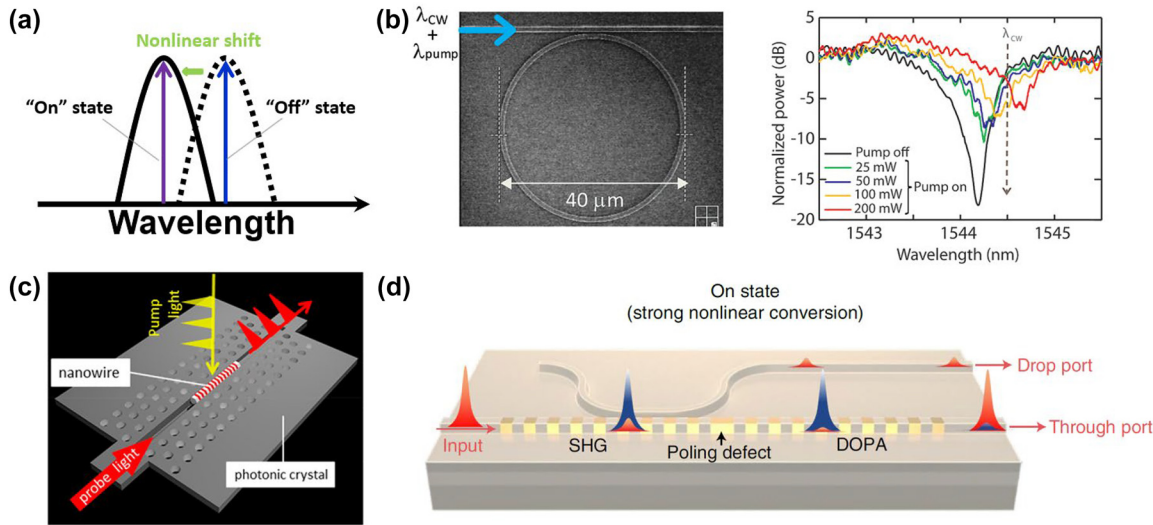 (a)
Nonlinear shift
“On” state
“Off” state
Wavelength
(b)
λCW
+
λpump
40 μm
Normalized power (dB)
5
0
-5
-10
-15
-20
λCW
Pump off
25 mW
50 mW
100 mW
200 mW
Pump on
1543
1544
1545
Wavelength (nm)
(c)
Pump light
nanowire
probe light
photonic crystal
(d)
On state
(strong nonlinear conversion)
Drop port
Input
SHG
Poling defect
DOPA
Through port